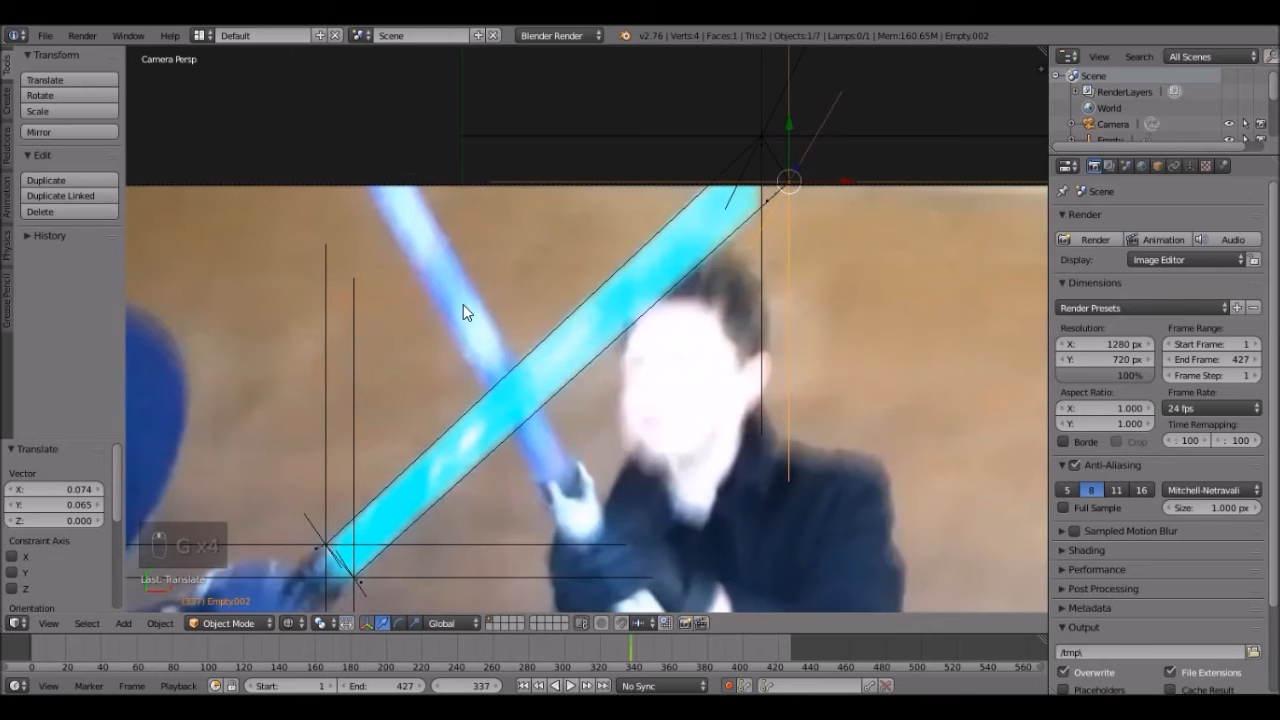 File Render Window Help Default Scene Blender Render v2.76 | Verts:4 | Faces:1 | Tris:2 | Objects:1/7 | Lamps:0/1 | Mem:160.65M | Empty.002
Transform
Translate
Rotate
Scale
Mirror
Edit
Duplicate
Duplicate Linked
Delete
History
Tools
Create
Relations
Animation
Physics
Grease Pencil
Translate
Vector
X: 0.074
Y: 0.065
Z: 0.000
Constraint Axis
X
Y
Z
Orientation
Camera Persp
G x4
Last: Translate
(337) Empty.002
View Select Add Object Object Mode Global
0 20 40 60 80 100 120 140 160 180 200 220 240 260 280 300 320 340 360 380 400 420 440 460 480 500 520 540 560
View Marker Frame Playback Start: 1 End: 427 337 No Sync
View Search All Scenes
Scene
RenderLayers
World
Camera
Empty
Scene
Render
Render Animation Audio
Display: Image Editor
Dimensions
Render Presets
Resolution: Frame Range:
X: 1280 px Start Frame: 1
Y: 720 px End Frame: 427
100% Frame Step: 1
Aspect Ratio: Frame Rate:
X: 1.000 24 fps
Y: 1.000 Time Remapping:
Borde Crop : 100 : 100
Anti-Aliasing
5 8 11 16 Mitchell-Netravali
Full Sample Size: 1.000 px
Sampled Motion Blur
Shading
Performance
Post Processing
Metadata
Output
/tmp\
Overwrite File Extensions
Placeholders Cache Result